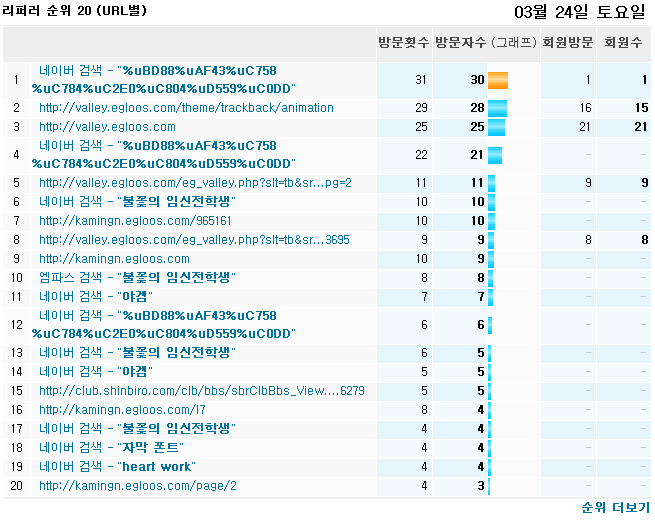 리퍼러 순위 20 (URL별) 03월 24일 토요일
방문횟수 방문자수 (그래프) 회원방문 회원수
1 네이버 검색 - "%uBD88%uAF43%uC758 31 30 1 1
%uC784%uC2E0%uC804%uD559%uC0DD"
2 http://valley.egloos.com/theme/trackback/animation 29 28 16 15
3 http://valley.egloos.com 25 25 21 21
4 네이버 검색 - "%uBD88%uAF43%uC758 22 21 - -
%uC784%uC2E0%uC804%uD559%uC0DD"
5 http://valley.egloos.com/eg_valley.php?slt=tb&sr...pg=2 11 11 9 9
6 네이버 검색 - "불꽃의 임신전학생" 10 10 - -
7 http://kamingn.egloos.com/965161 10 10 - -
8 http://valley.egloos.com/eg_valley.php?slt=tb&sr...3695 9 9 8 8
9 http://kamingn.egloos.com 10 9 - -
10 엠파스 검색 - "불꽃의 임신전학생" 8 8 - -
11 네이버 검색 - "야겜" 7 7 - -
12 네이버 검색 - "%uBD88%uAF43%uC758 6 6 - -
%uC784%uC2E0%uC804%uD559%uC0DD"
13 네이버 검색 - "불꽃의 임신전학생" 6 5 - -
14 네이버 검색 - "야겜" 5 5 - -
15 http://club.shinbiro.com/clb/bbs/sbrClbBbs_View....6279 5 5 - -
16 http://kamingn.egloos.com/i7 8 4 - -
17 네이버 검색 - "불꽃의 임신전학생" 4 4 - -
18 네이버 검색 - "자막 폰트" 4 4 - -
19 네이버 검색 - "heart work" 4 4 - -
20 http://kamingn.egloos.com/page/2 4 3 - -
순위 더보기